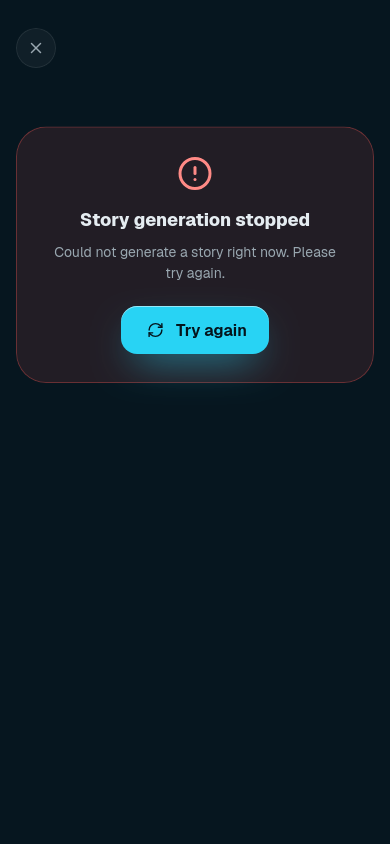 Story generation stopped
Could not generate a story right now. Please
try again.
Try again